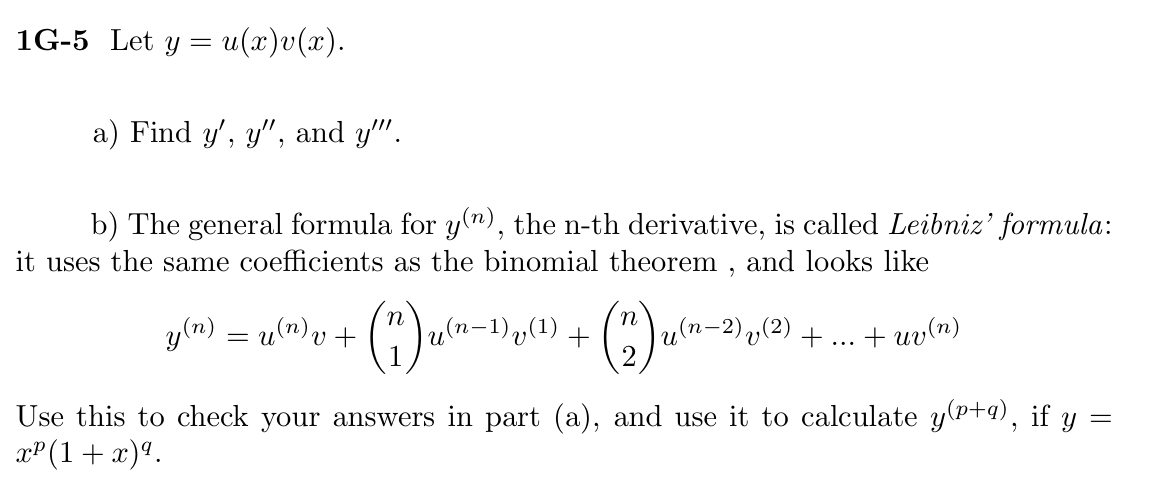 1G-5 Let y = u(x)v(x).
a) Find y′, y″, and y‴.
b) The general formula for y^{(n)}, the n-th derivative, is called Leibniz’ formula:
it uses the same coefficients as the binomial theorem , and looks like
y^{(n)} = u^{(n)}v + \binom{n}{1} u^{(n−1)}v^{(1)} + \binom{n}{2} u^{(n−2)}v^{(2)} + ... + uv^{(n)}
Use this to check your answers in part (a), and use it to calculate y^{(p+q)}, if y =
x^p(1 + x)^q.